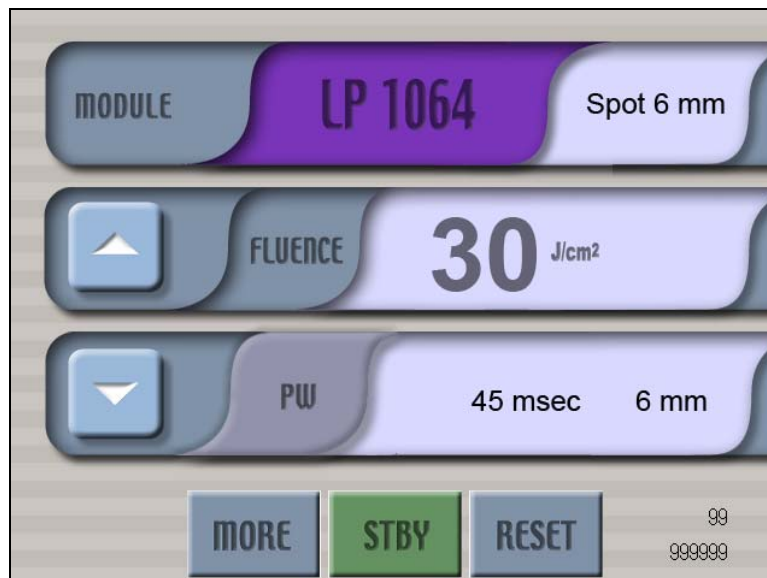 MODULE LP 1064 Spot 6 mm
FLUENCE 30 J/cm²
PW 45 msec 6 mm
MORE STBY RESET 99
999999